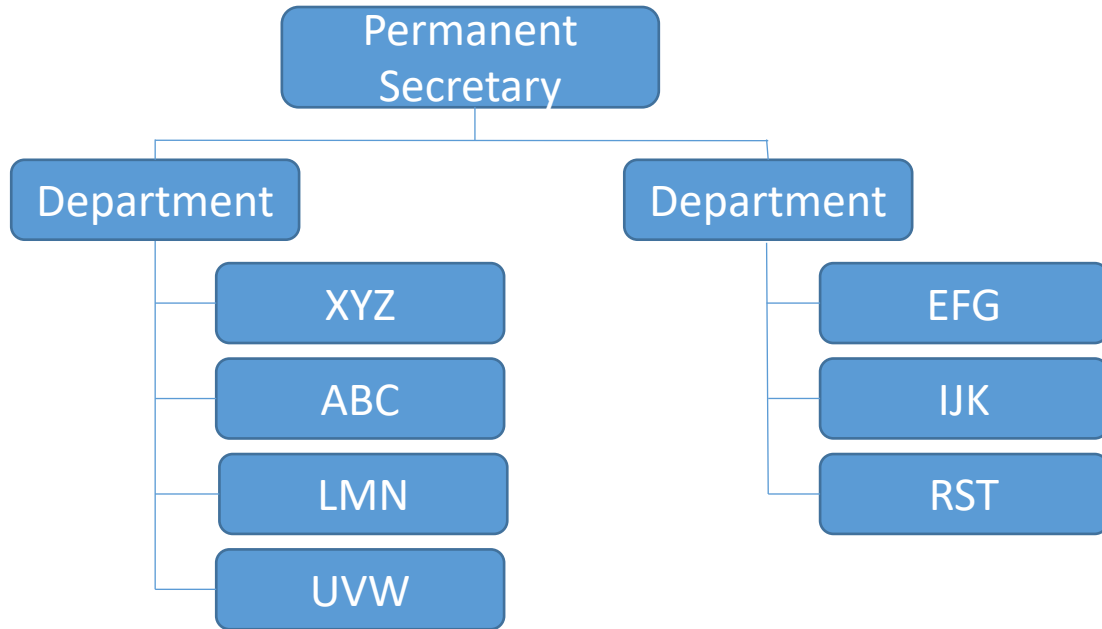 Permanent
Secretary
Department
Department
XYZ
ABC
LMN
UVW
EFG
IJK
RST